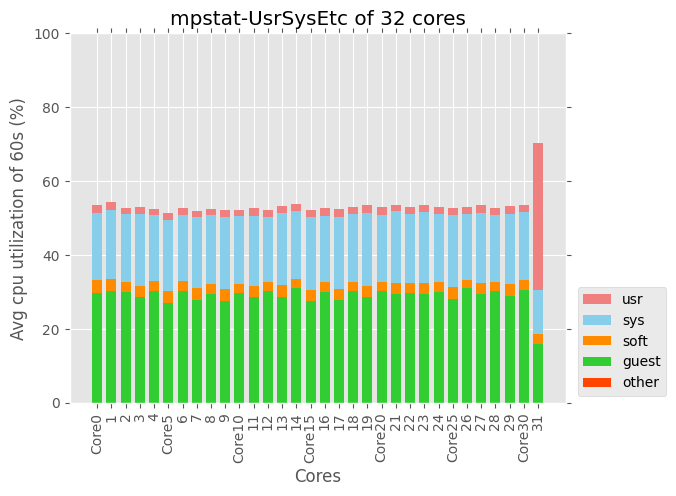 mpstat-UsrSysEtc of 32 cores
Avg cpu utilization of 60s (%)
100
80
60
40
20
0
Core0
1
2
3
4
Core5
6
7
8
9
Core10
11
12
13
14
Core15
16
17
18
19
Core20
21
22
23
24
Core25
26
27
28
29
Core30
31
Cores
usr
sys
soft
guest
other